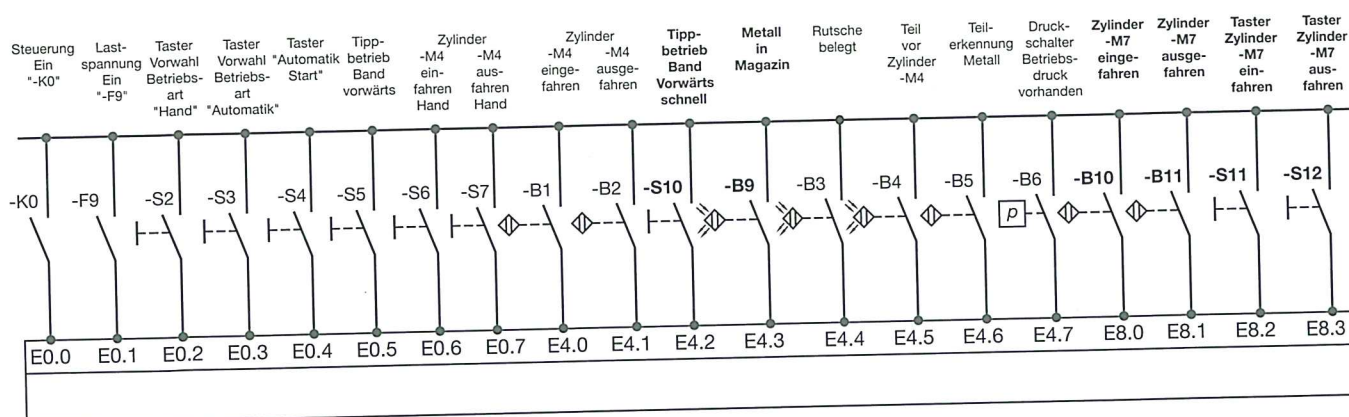 Steuerung
Ein
"-K0"
Last-
spannung
Ein
"-F9"
Taster
Vorwahl
Betriebs-
art
"Hand"
Taster
Vorwahl
Betriebs-
art
"Automatik"
Taster
"Automatik
Start"
Tipp-
betrieb
Band
vorwärts
Zylinder
-M4
ein-
fahren
Hand
-M4
aus-
fahren
Hand
Zylinder
-M4
einge-
fahren
-M4
ausge-
fahren
Tipp-
betrieb
Band
Vorwärts
schnell
Metall
in
Magazin
Rutsche
belegt
Teil
vor
Zylinder
-M4
Teil-
erkennung
Metall
Druck-
schalter
Betriebs-
druck
vorhanden
Zylinder
-M7
einge-
fahren
Zylinder
-M7
ausge-
fahren
Taster
Zylinder
-M7
ein-
fahren
Taster
Zylinder
-M7
aus-
fahren
-K0 -F9 -S2 -S3 -S4 -S5 -S6 -S7 -B1 -B2 -S10 -B9 -B3 -B4 -B5 -B6 -B10 -B11 -S11 -S12
p
E0.0 E0.1 E0.2 E0.3 E0.4 E0.5 E0.6 E0.7 E4.0 E4.1 E4.2 E4.3 E4.4 E4.5 E4.6 E4.7 E8.0 E8.1 E8.2 E8.3